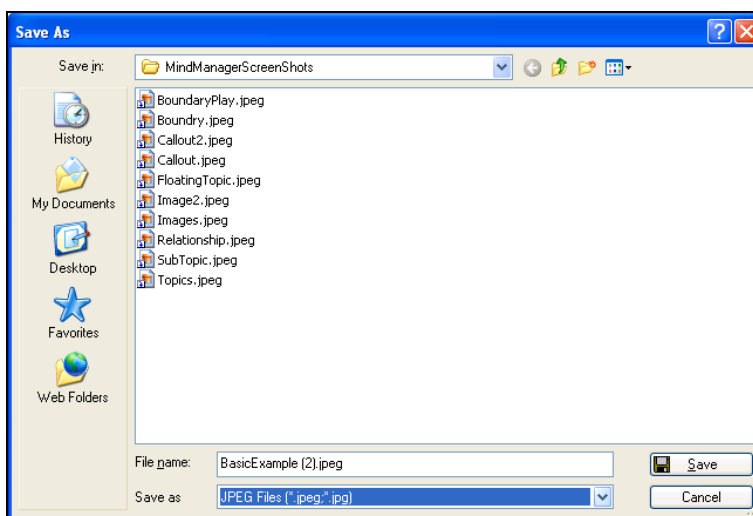 Save As
Save in:
MindManagerScreenShots
History
My Documents
Desktop
Favorites
Web Folders
BoundaryPlay.jpeg
Boundry.jpeg
Callout2.jpeg
Callout.jpeg
FloatingTopic.jpeg
Image2.jpeg
Images.jpeg
Relationship.jpeg
SubTopic.jpeg
Topics.jpeg
File name:
BasicExample (2).jpeg
Save
Save as
JPEG Files (*.jpeg;*.jpg)
Cancel